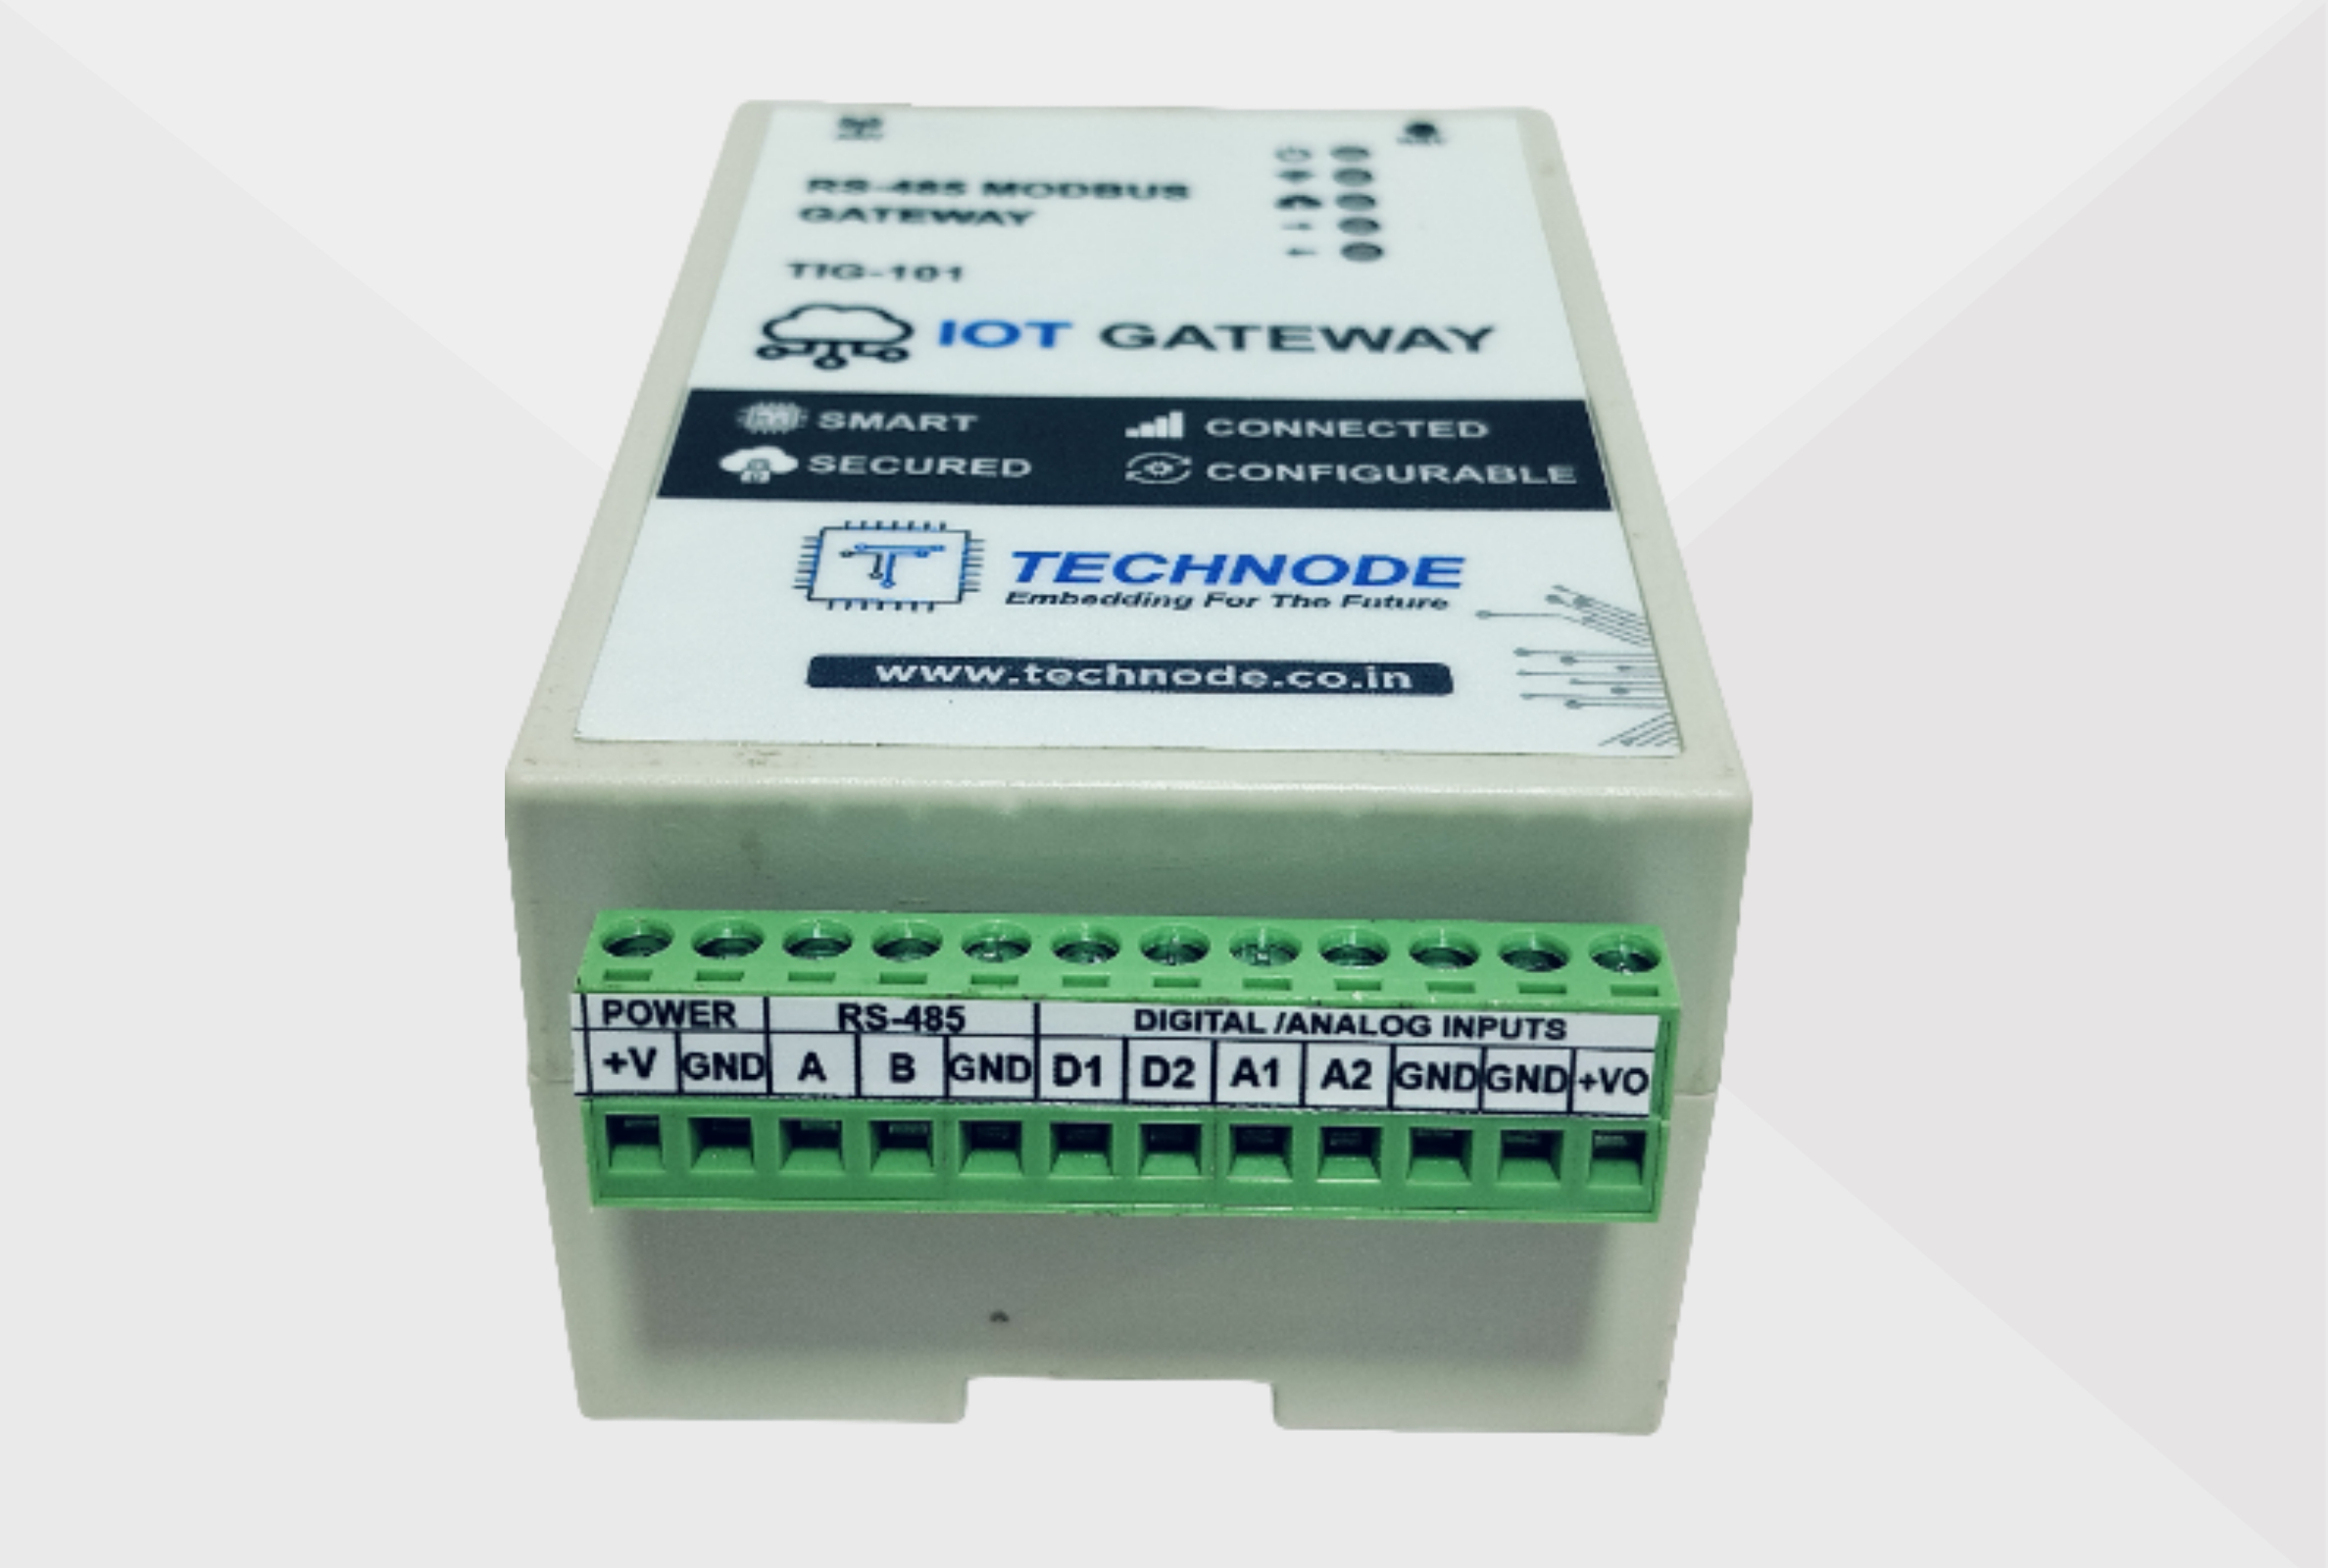 RS-485 MODBUS
GATEWAY
TIG-101
IOT GATEWAY
SMART CONNECTED
SECURED CONFIGURABLE
TECHNODE
Embedding For The Future
www.technode.co.in
POWER RS-485 DIGITAL /ANALOG INPUTS
+V GND A B GND D1 D2 A1 A2 GND GND +VO